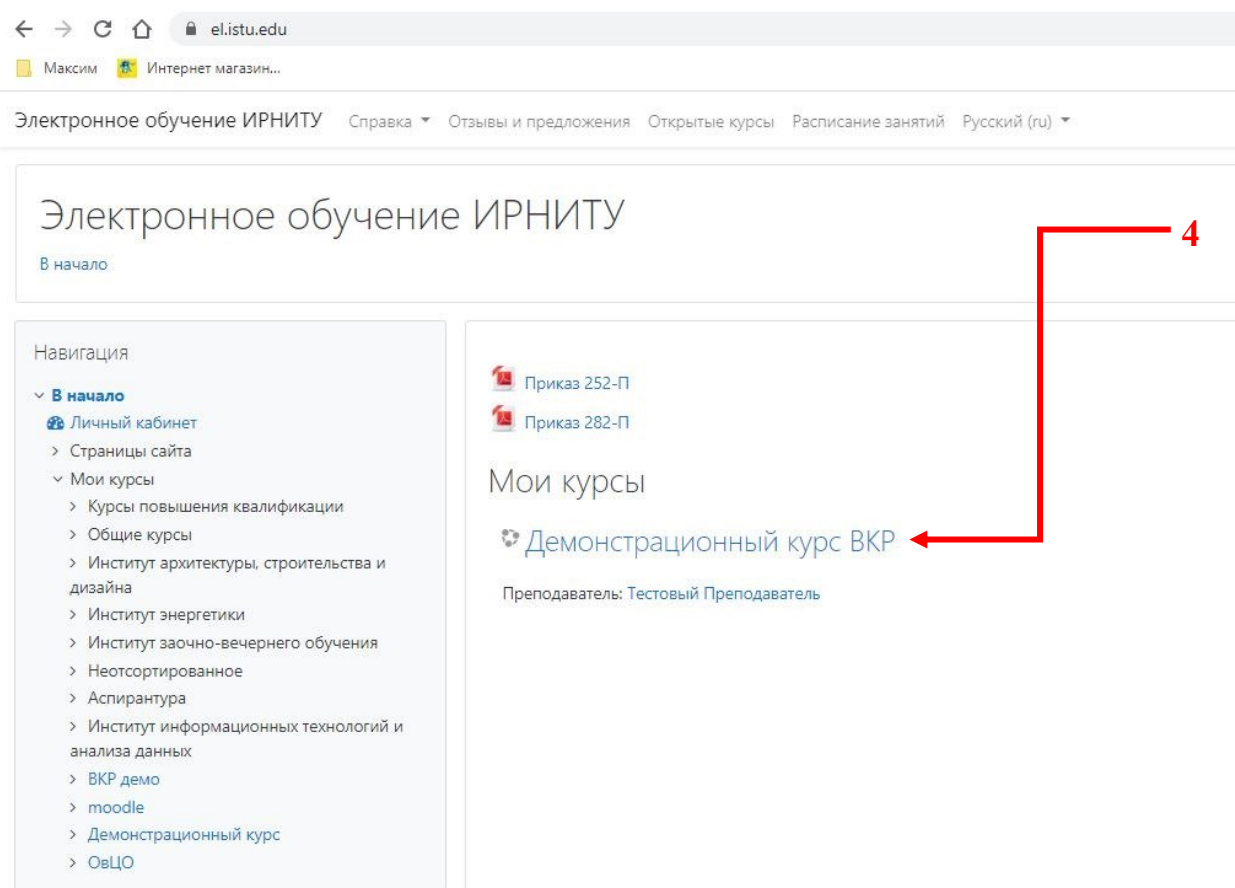 el.istu.edu
Максим Интернет магазин...
Электронное обучение ИРНИТУ Справка Отзывы и предложения Открытые курсы Расписание занятий Русский (ru)
Электронное обучение ИРНИТУ
4
В начало
Навигация
В начало
Личный кабинет
Страницы сайта
Мои курсы
Курсы повышения квалификации
Общие курсы
Институт архитектуры, строительства и
дизайна
Институт энергетики
Институт заочно-вечернего обучения
Неотсортированное
Аспирантура
Институт информационных технологий и
анализа данных
ВКР демо
moodle
Демонстрационный курс
ОвЦО
Приказ 252-П
Приказ 282-П
Мои курсы
Демонстрационный курс ВКР
Преподаватель: Тестовый Преподаватель